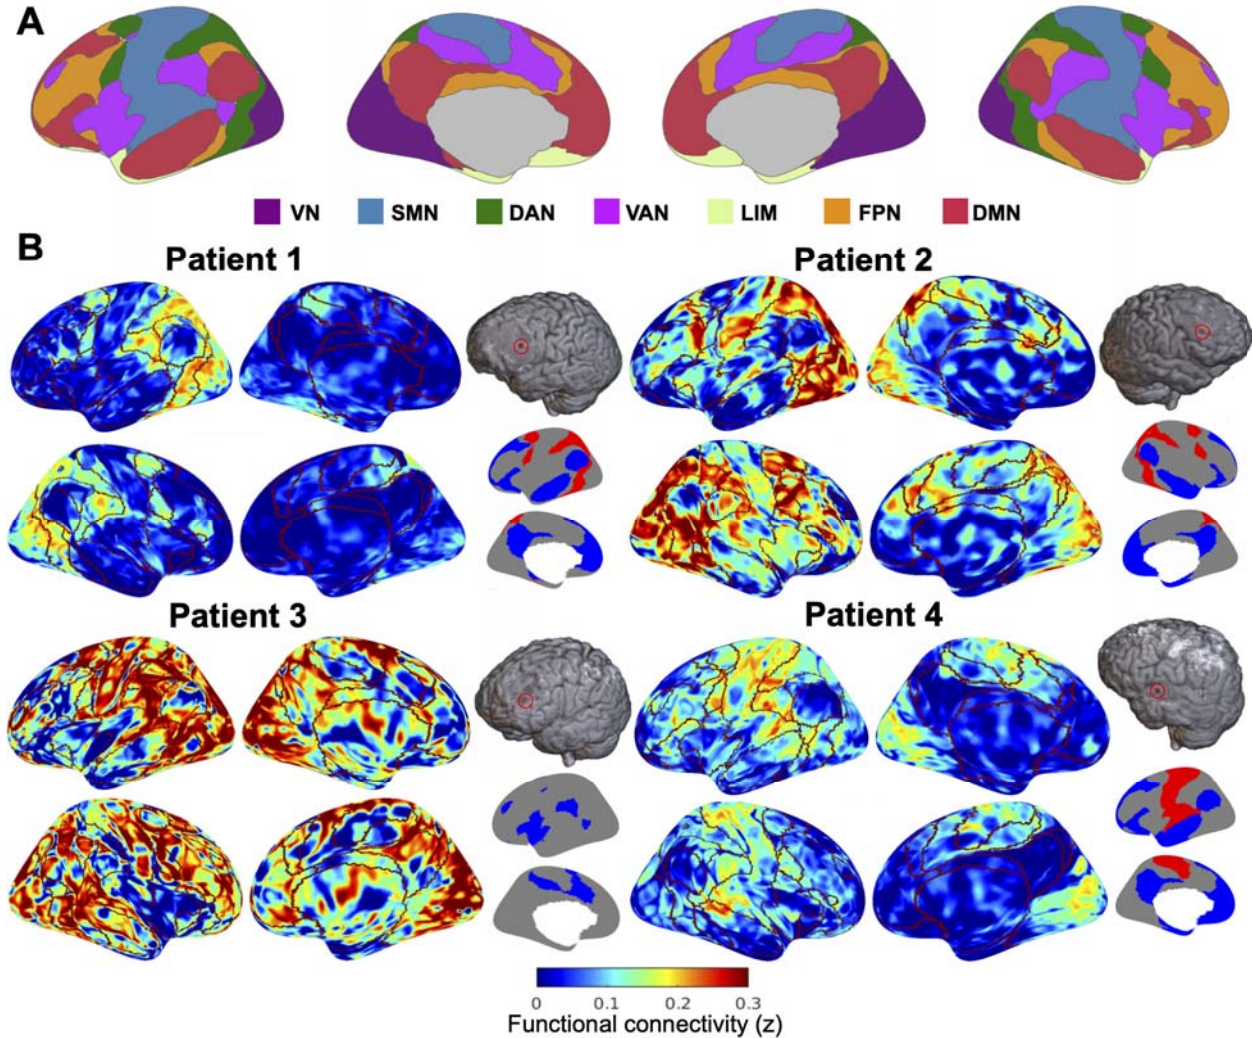 A
VN SMN DAN VAN LIM FPN DMN
B
Patient 1 Patient 2
Patient 3 Patient 4
0 0.1 0.2 0.3
Functional connectivity (z)